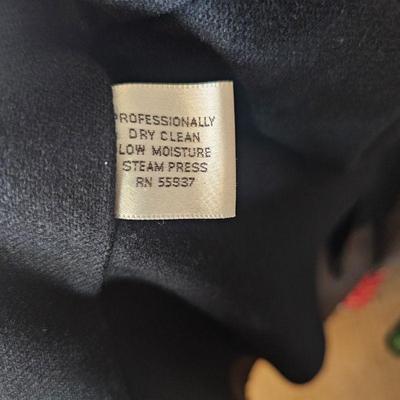 PROFESSIONALLY
DRY CLEAN
LOW MOISTURE
STEAM PRESS
RN 55937